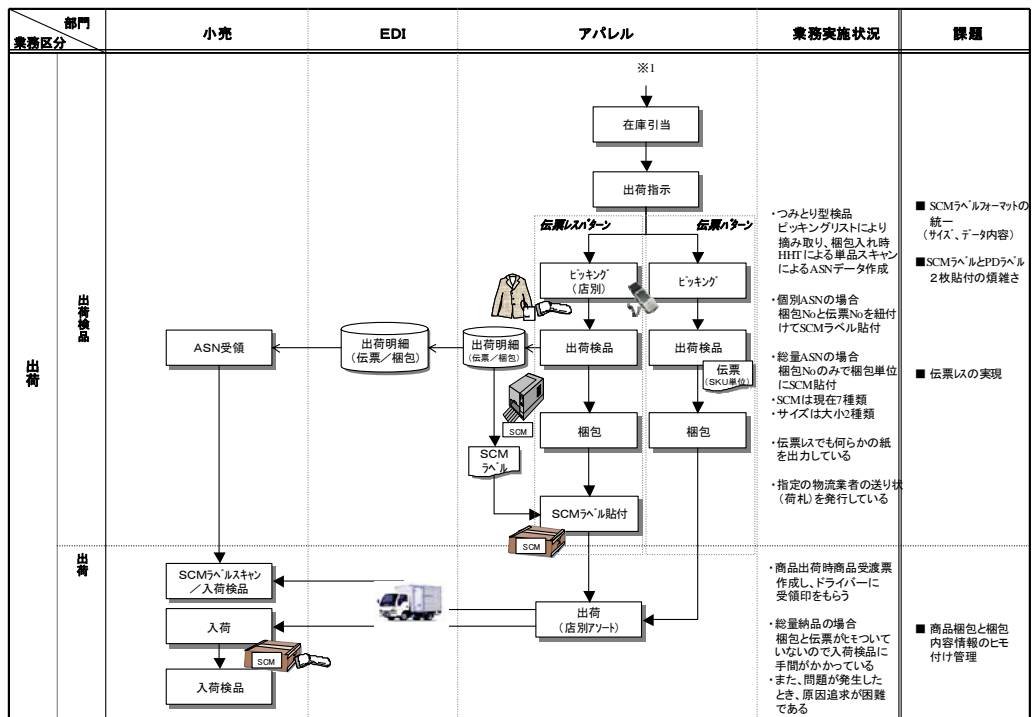 部門
業務区分
小売
EDI
アパレル
業務実施状況
課題
出荷
出荷検品
※1
在庫引当
出荷指示
伝票レスパターン
伝票パターン
ピッキング
(店別)
ピッキング
ASN受領
出荷明細
(伝票/梱包)
出荷明細
(伝票/梱包)
出荷検品
出荷検品
伝票
(SKU単位)
SCM
梱包
梱包
SCM
ラベル
SCMラベル貼付
SCM
・つみとり型検品
ピッキングリストにより
摘み取り、梱包入れ時
HHTによる単品スキャン
によるASNデータ作成
・個別ASNの場合
梱包Noと伝票Noを紐付
けてSCMラベル貼付
・総量ASNの場合
梱包Noのみで梱包単位
にSCM貼付
・SCMは現在7種類
・サイズは大小2種類
・伝票レスでも何らかの紙
を出力している
・指定の物流業者の送り状
(荷札)を発行している
■ SCMラベルフォーマットの
統一
(サイズ、データ内容)
■SCMラベルとPDラベル
2枚貼付の煩雑さ
■ 伝票レスの実現
出荷
SCMラベルスキャン
/入荷検品
入荷
SCM
入荷検品
出荷
(店別アソート)
・商品出荷時商品受渡票
作成し、ドライバーに
受領印をもらう
・総量納品の場合
梱包と伝票がヒモついて
いないので入荷検品に
手間がかかっている
・また、問題が発生した
とき、原因追求が困難
である
■ 商品梱包と梱包
内容情報のヒモ
付け管理